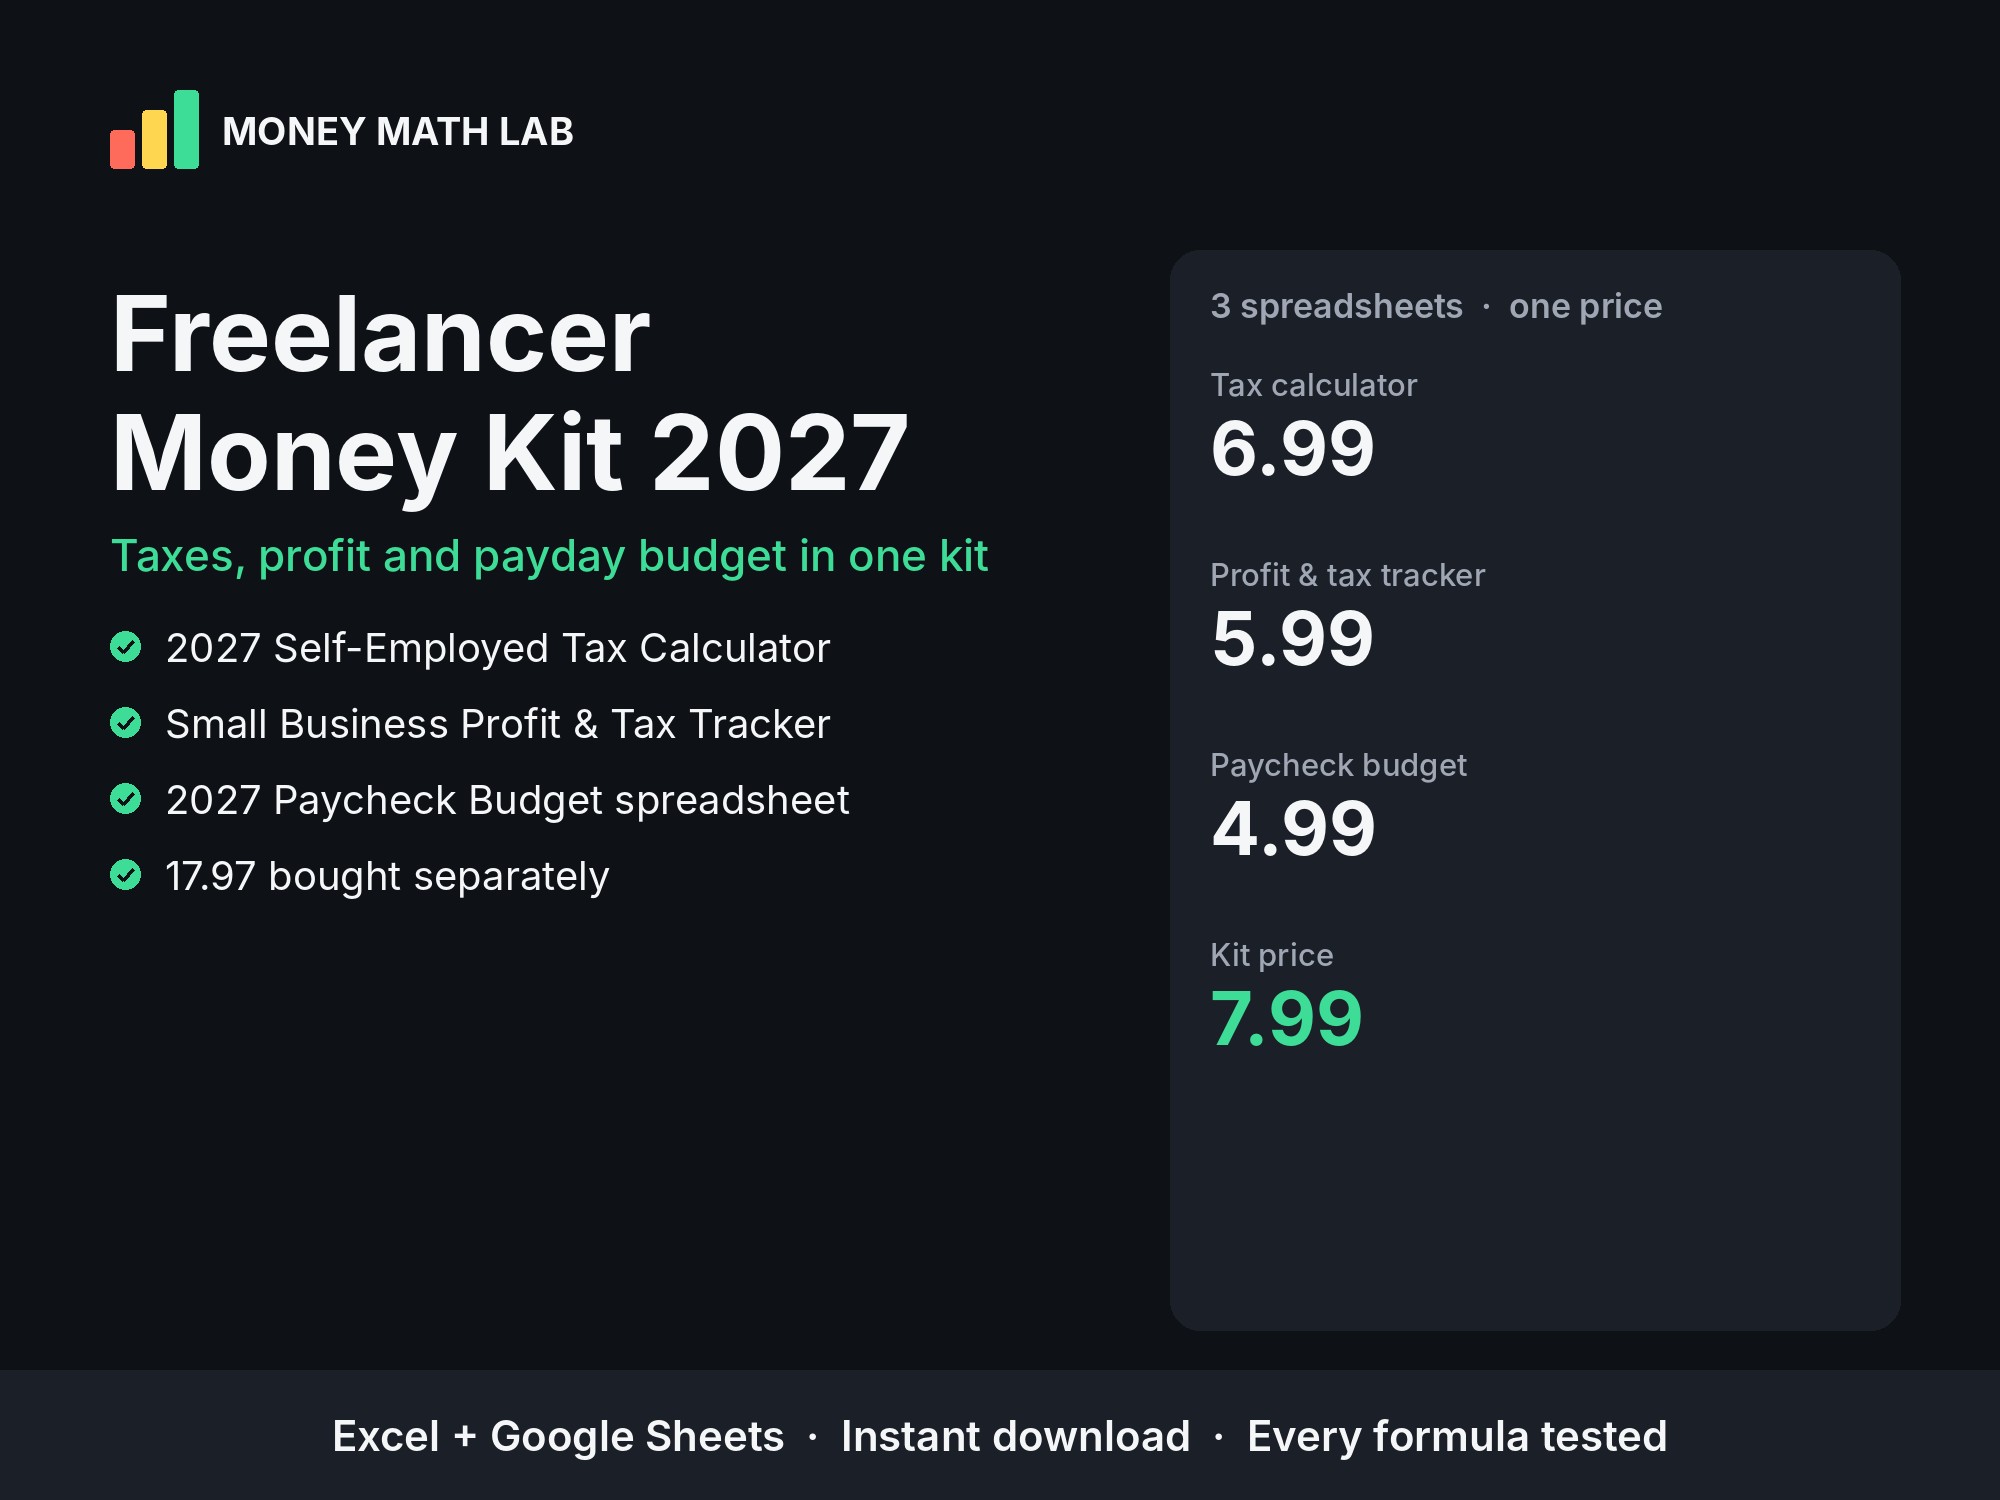 MONEY MATH LAB
Freelancer
Money Kit 2027
Taxes, profit and payday budget in one kit
2027 Self-Employed Tax Calculator
Small Business Profit & Tax Tracker
2027 Paycheck Budget spreadsheet
17.97 bought separately
3 spreadsheets · one price
Tax calculator
6.99
Profit & tax tracker
5.99
Paycheck budget
4.99
Kit price
7.99
Excel + Google Sheets · Instant download · Every formula tested